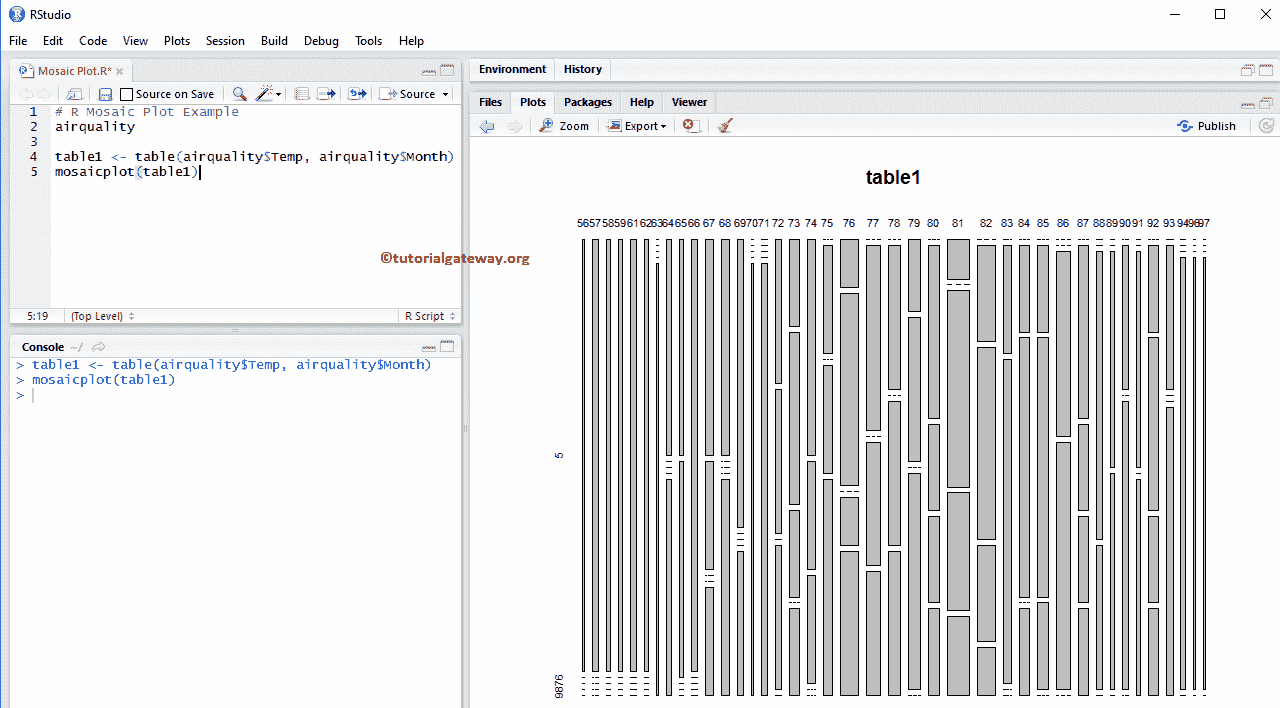 RStudio
File Edit Code View Plots Session Build Debug Tools Help
Mosaic Plot.R*
Source on Save Source
1 # R Mosaic Plot Example
2 airquality
3
4 table1 <- table(airquality$Temp, airquality$Month)
5 mosaicplot(table1)
5:19 (Top Level) R Script
Console ~/
> table1 <- table(airquality$Temp, airquality$Month)
> mosaicplot(table1)
>
©tutorialgateway.org
Environment History
Files Plots Packages Help Viewer
Zoom Export Publish
table1
56 57 58 59 61 62 63 64 65 66 67 68 69 70 71 72 73 74 75 76 77 78 79 80 81 82 83 84 85 86 87 88 89 90 91 92 93 94 96 97
5
9876